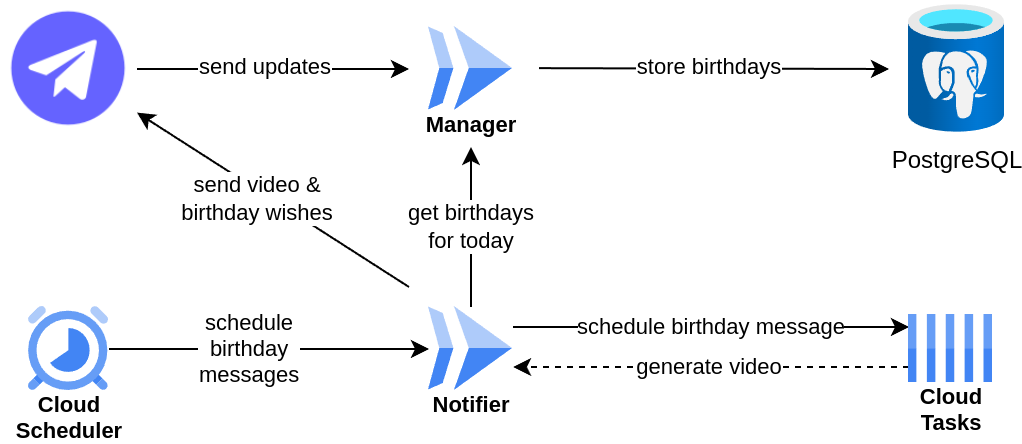 send updates
store birthdays
Manager
PostgreSQL
send video &
birthday wishes
get birthdays
for today
schedule
birthday
messages
schedule birthday message
generate video
Cloud
Scheduler
Notifier
Cloud
Tasks